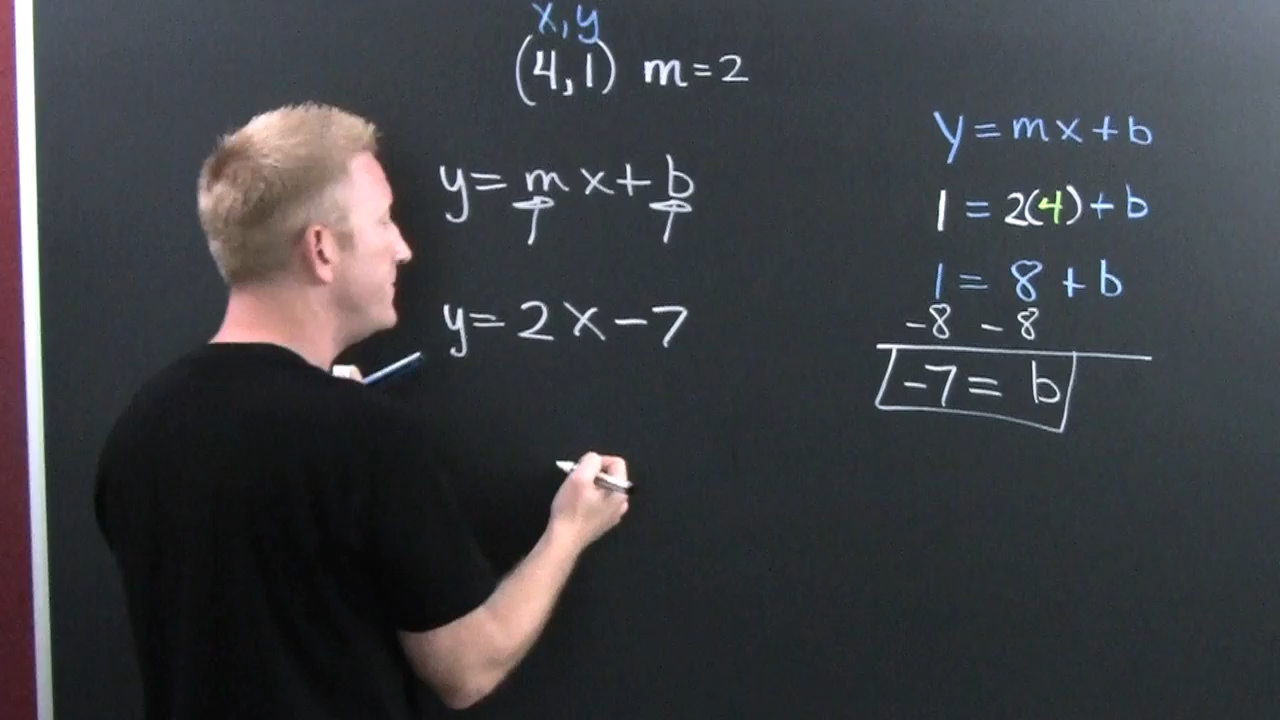 x, y
(4, 1) m = 2
y = mx + b
y = 2x - 7
y = mx + b
1 = 2(4) + b
1 = 8 + b
-8 -8
-7 = b